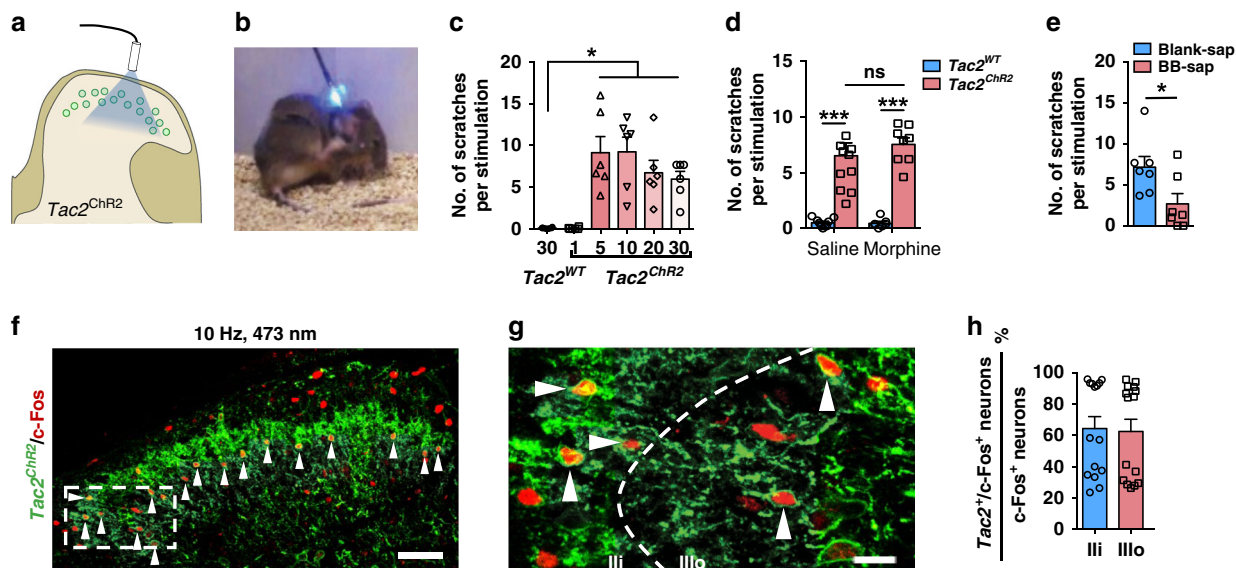 a
Tac2ChR2
b
c
No. of scratches
per stimulation
20
15
10
5
0
*
30 1 5 10 20 30
Tac2WT Tac2ChR2
d
No. of scratches
per stimulation
15
10
5
0
Tac2WT
Tac2ChR2
ns
*** ***
Saline Morphine
e
Blank-sap
BB-sap
No. of scratches
per stimulation
20
15
10
5
0
*
f
10 Hz, 473 nm
Tac2ChR2/c-Fos
g
IIi IIIo
h
%
Tac2+/c-Fos+ neurons
c-Fos+ neurons
100
80
60
40
20
0
IIi IIIo